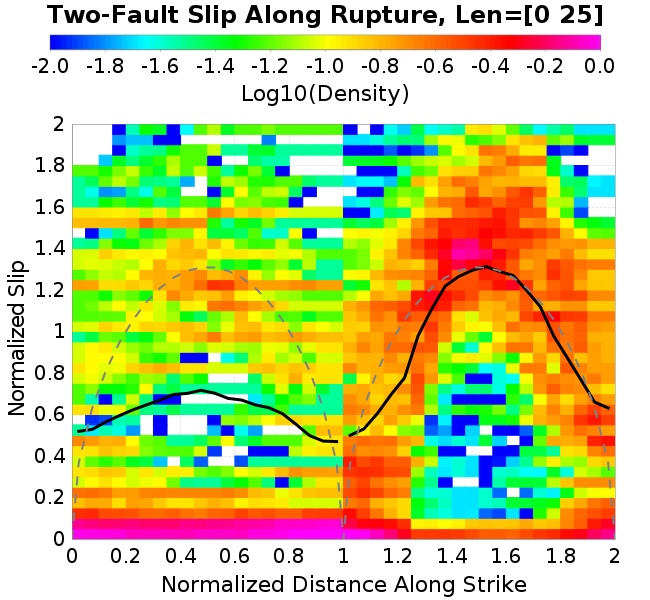 Two-Fault Slip Along Rupture, Len=[0 25]
-2.0 -1.8 -1.6 -1.4 -1.2 -1.0 -0.8 -0.6 -0.4 -0.2 0.0
Log10(Density)
2
1.8
1.6
1.4
1.2
1
0.8
0.6
0.4
0.2
0
Normalized Slip
0 0.2 0.4 0.6 0.8 1 1.2 1.4 1.6 1.8 2
Normalized Distance Along Strike